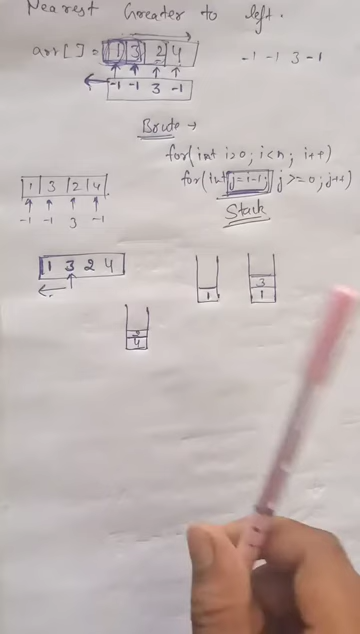 Nearest Greater to left.
arr[] = 1 3 2 4
-1 -1 3 -1
-1 -1 3 -1
Brute →
for(int i=0; i<n; i++)
for(int j=i-1; j>=0; j++)
Stack
1 3 2 4
-1 -1 3 -1
1 3 2 4
1
3
1
2
4